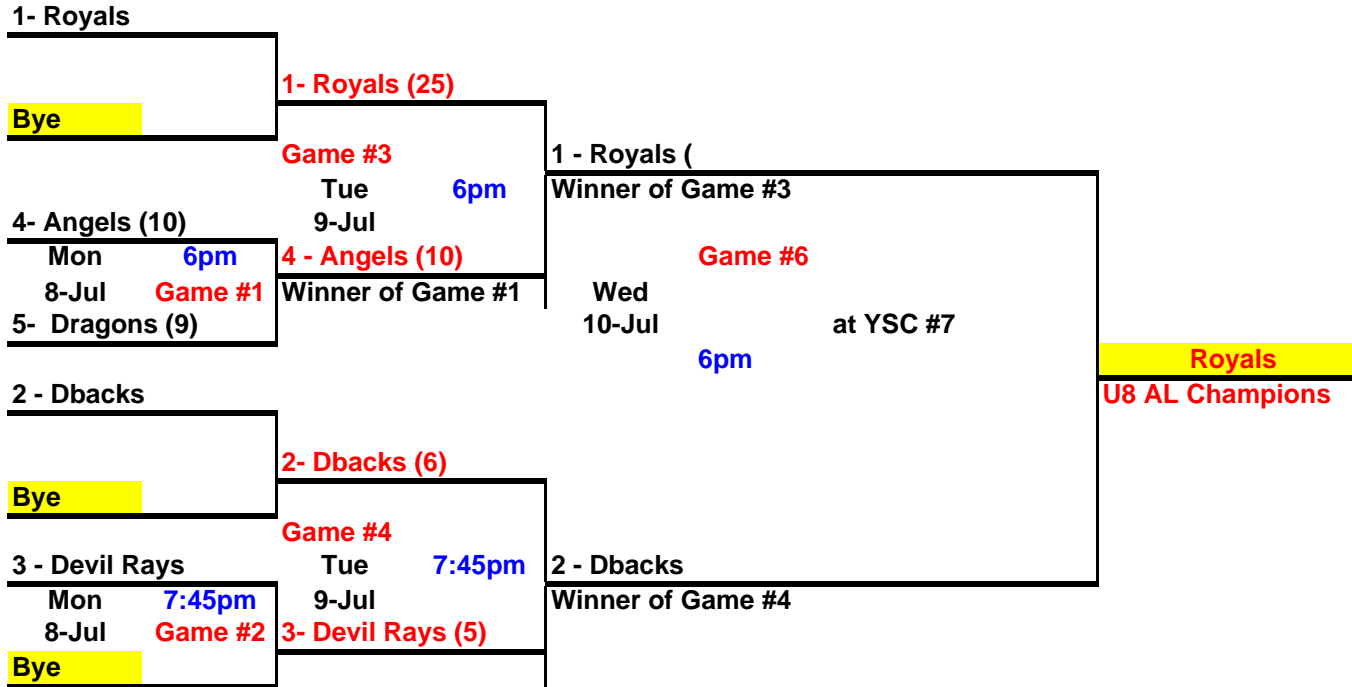 1- Royals
1- Royals (25)
Bye
Game #3
1 - Royals (
Tue 6pm
Winner of Game #3
4- Angels (10)
9-Jul
Mon 6pm
4 - Angels (10)
Game #6
8-Jul Game #1
Winner of Game #1
Wed
5- Dragons (9)
10-Jul
at YSC #7
6pm
Royals
2 - Dbacks
U8 AL Champions
2- Dbacks (6)
Bye
Game #4
3 - Devil Rays
Tue 7:45pm
2 - Dbacks
Mon 7:45pm
9-Jul
Winner of Game #4
8-Jul Game #2
3- Devil Rays (5)
Bye